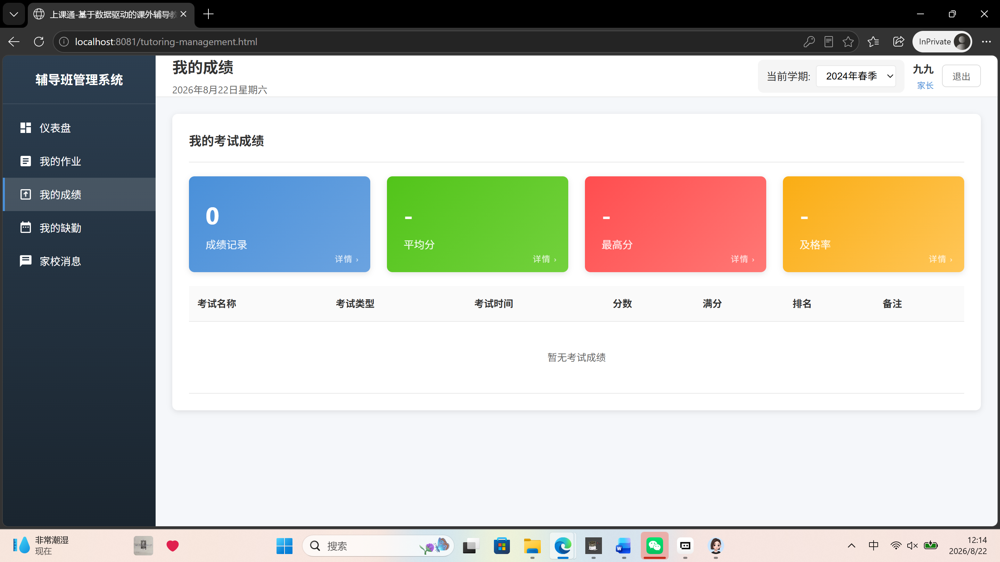 上课通-基于数据驱动的课外辅导教
localhost:8081/tutoring-management.html
InPrivate
辅导班管理系统
仪表盘
我的作业
我的成绩
我的缺勤
家校消息
我的成绩
2026年8月22日星期六
当前学期:
2024年春季
九九
家长
退出
我的考试成绩
0
成绩记录
详情 ›
-
平均分
详情 ›
-
最高分
详情 ›
-
及格率
详情 ›
考试名称 考试类型 考试时间 分数 满分 排名 备注
暂无考试成绩
非常潮湿
现在
搜索
中
12:14
2026/8/22